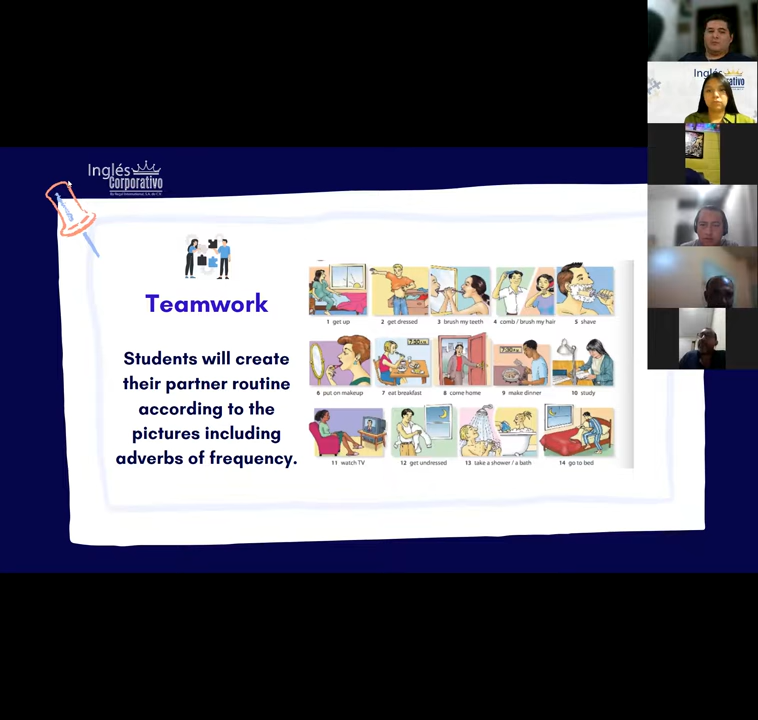 Inglés
Corporativo
Teamwork
Students will create
their partner routine
according to the
pictures including
adverbs of frequency.
1 get up
2 get dressed
3 brush my teeth
4 comb / brush my hair
5 shave
7:00
6 put on makeup
7 eat breakfast
8 come home
9 make dinner
10 study
11 watch TV
12 get undressed
13 take a shower / a bath
14 go to bed
Inglés
rativo